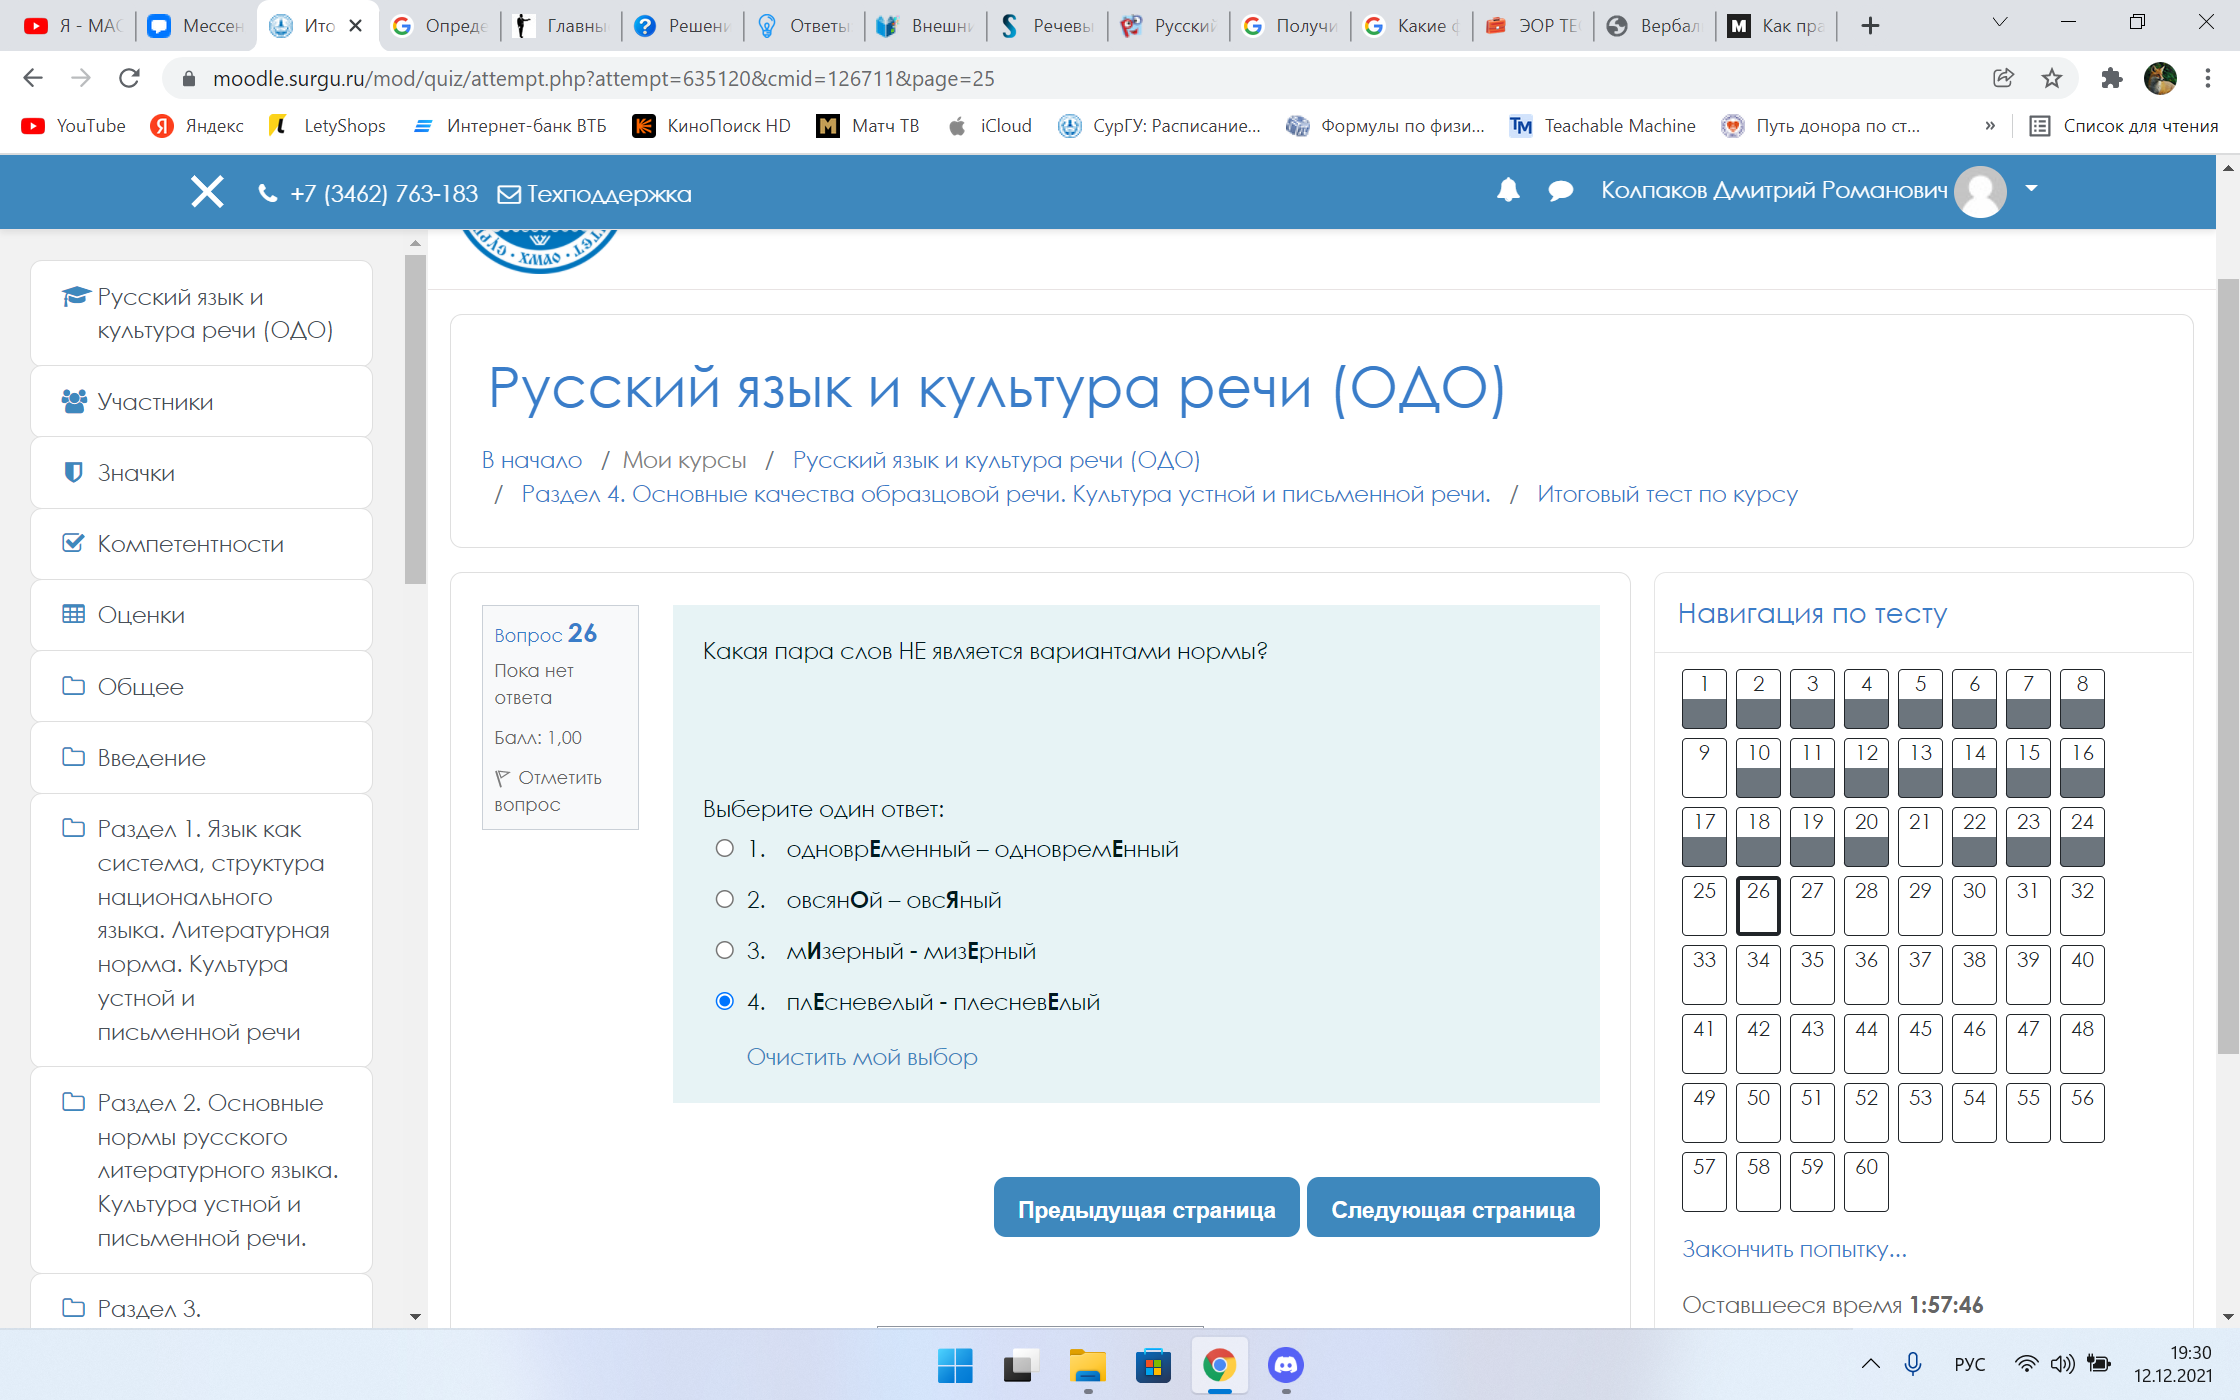 Я - МАС
Мессен
Ито
Опреде
Главны
Решени
Ответы
Внешни
Речевы
Русский
Получи
Какие ф
ЭОР ТЕС
Вербал
Как пра
moodle.surgu.ru/mod/quiz/attempt.php?attempt=635120&cmid=126711&page=25
YouTube
Яндекс
LetyShops
Интернет-банк ВТБ
КиноПоиск HD
Матч ТВ
iCloud
СурГУ: Расписание...
Формулы по физи...
Teachable Machine
Путь донора по ст...
»
Список для чтения
+7 (3462) 763-183
Техподдержка
Колпаков Дмитрий Романович
Русский язык и
культура речи (ОДО)
Участники
Значки
Компетентности
Оценки
Общее
Введение
Раздел 1. Язык как
система, структура
национального
языка. Литературная
норма. Культура
устной и
письменной речи
Раздел 2. Основные
нормы русского
литературного языка.
Культура устной и
письменной речи.
Раздел 3.
Русский язык и культура речи (ОДО)
В начало / Мои курсы / Русский язык и культура речи (ОДО)
/ Раздел 4. Основные качества образцовой речи. Культура устной и письменной речи. / Итоговый тест по курсу
Вопрос 26
Пока нет
ответа
Балл: 1,00
Отметить
вопрос
Какая пара слов НЕ является вариантами нормы?
Выберите один ответ:
1. одноврЕменный – одновремЕнный
2. овсянОй – овсЯный
3. мИзерный - мизЕрный
4. плЕсневелый - плесневЕлый
Очистить мой выбор
Предыдущая страница
Следующая страница
Навигация по тесту
1 2 3 4 5 6 7 8
9 10 11 12 13 14 15 16
17 18 19 20 21 22 23 24
25 26 27 28 29 30 31 32
33 34 35 36 37 38 39 40
41 42 43 44 45 46 47 48
49 50 51 52 53 54 55 56
57 58 59 60
Закончить попытку...
Оставшееся время 1:57:46
РУС
19:30
12.12.2021